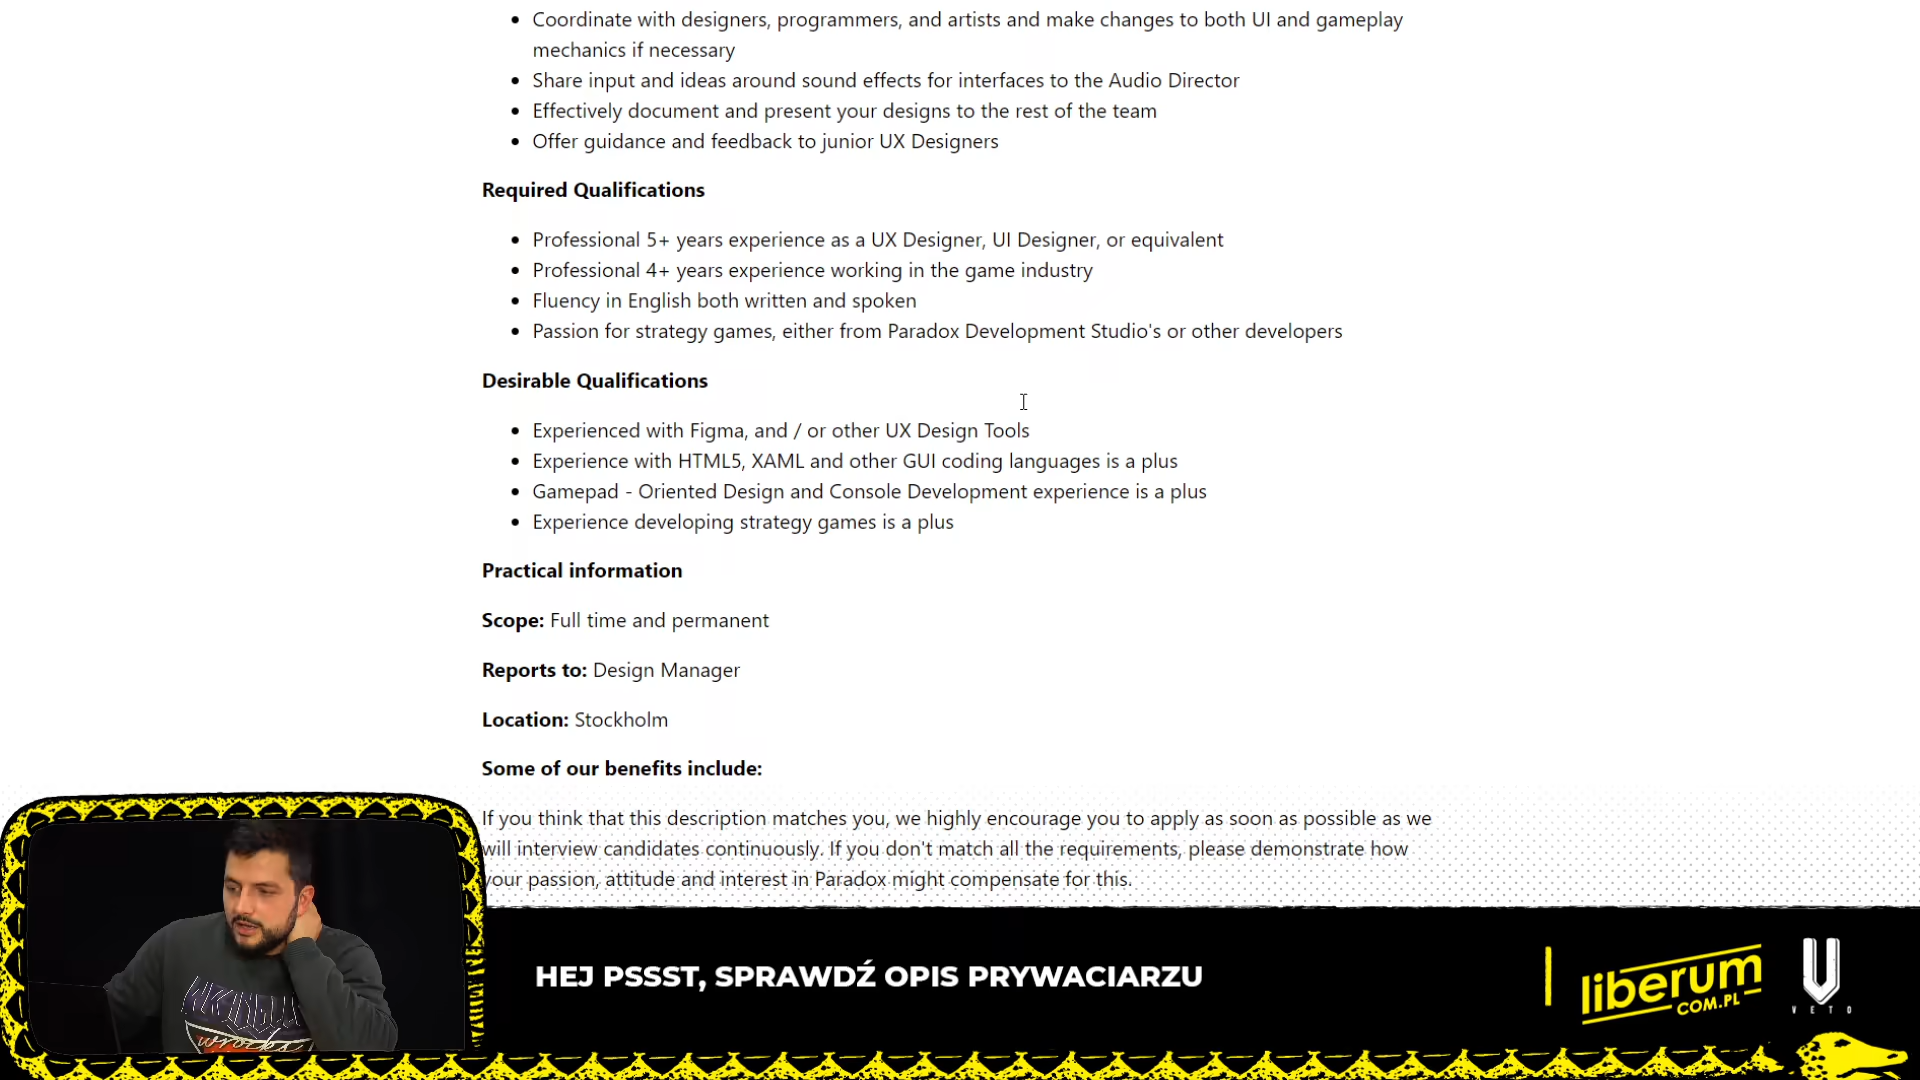 Coordinate with designers, programmers, and artists and make changes to both UI and gameplay
mechanics if necessary
Share input and ideas around sound effects for interfaces to the Audio Director
Effectively document and present your designs to the rest of the team
Offer guidance and feedback to junior UX Designers
Required Qualifications
Professional 5+ years experience as a UX Designer, UI Designer, or equivalent
Professional 4+ years experience working in the game industry
Fluency in English both written and spoken
Passion for strategy games, either from Paradox Development Studio's or other developers
Desirable Qualifications
Experienced with Figma, and / or other UX Design Tools
Experience with HTML5, XAML and other GUI coding languages is a plus
Gamepad - Oriented Design and Console Development experience is a plus
Experience developing strategy games is a plus
Practical information
Scope: Full time and permanent
Reports to: Design Manager
Location: Stockholm
Some of our benefits include:
If you think that this description matches you, we highly encourage you to apply as soon as possible as we
will interview candidates continuously. If you don't match all the requirements, please demonstrate how
your passion, attitude and interest in Paradox might compensate for this.
HEJ PSSST, SPRAWDŹ OPIS PRYWACIARZU
liberum
COM.PL
VETO